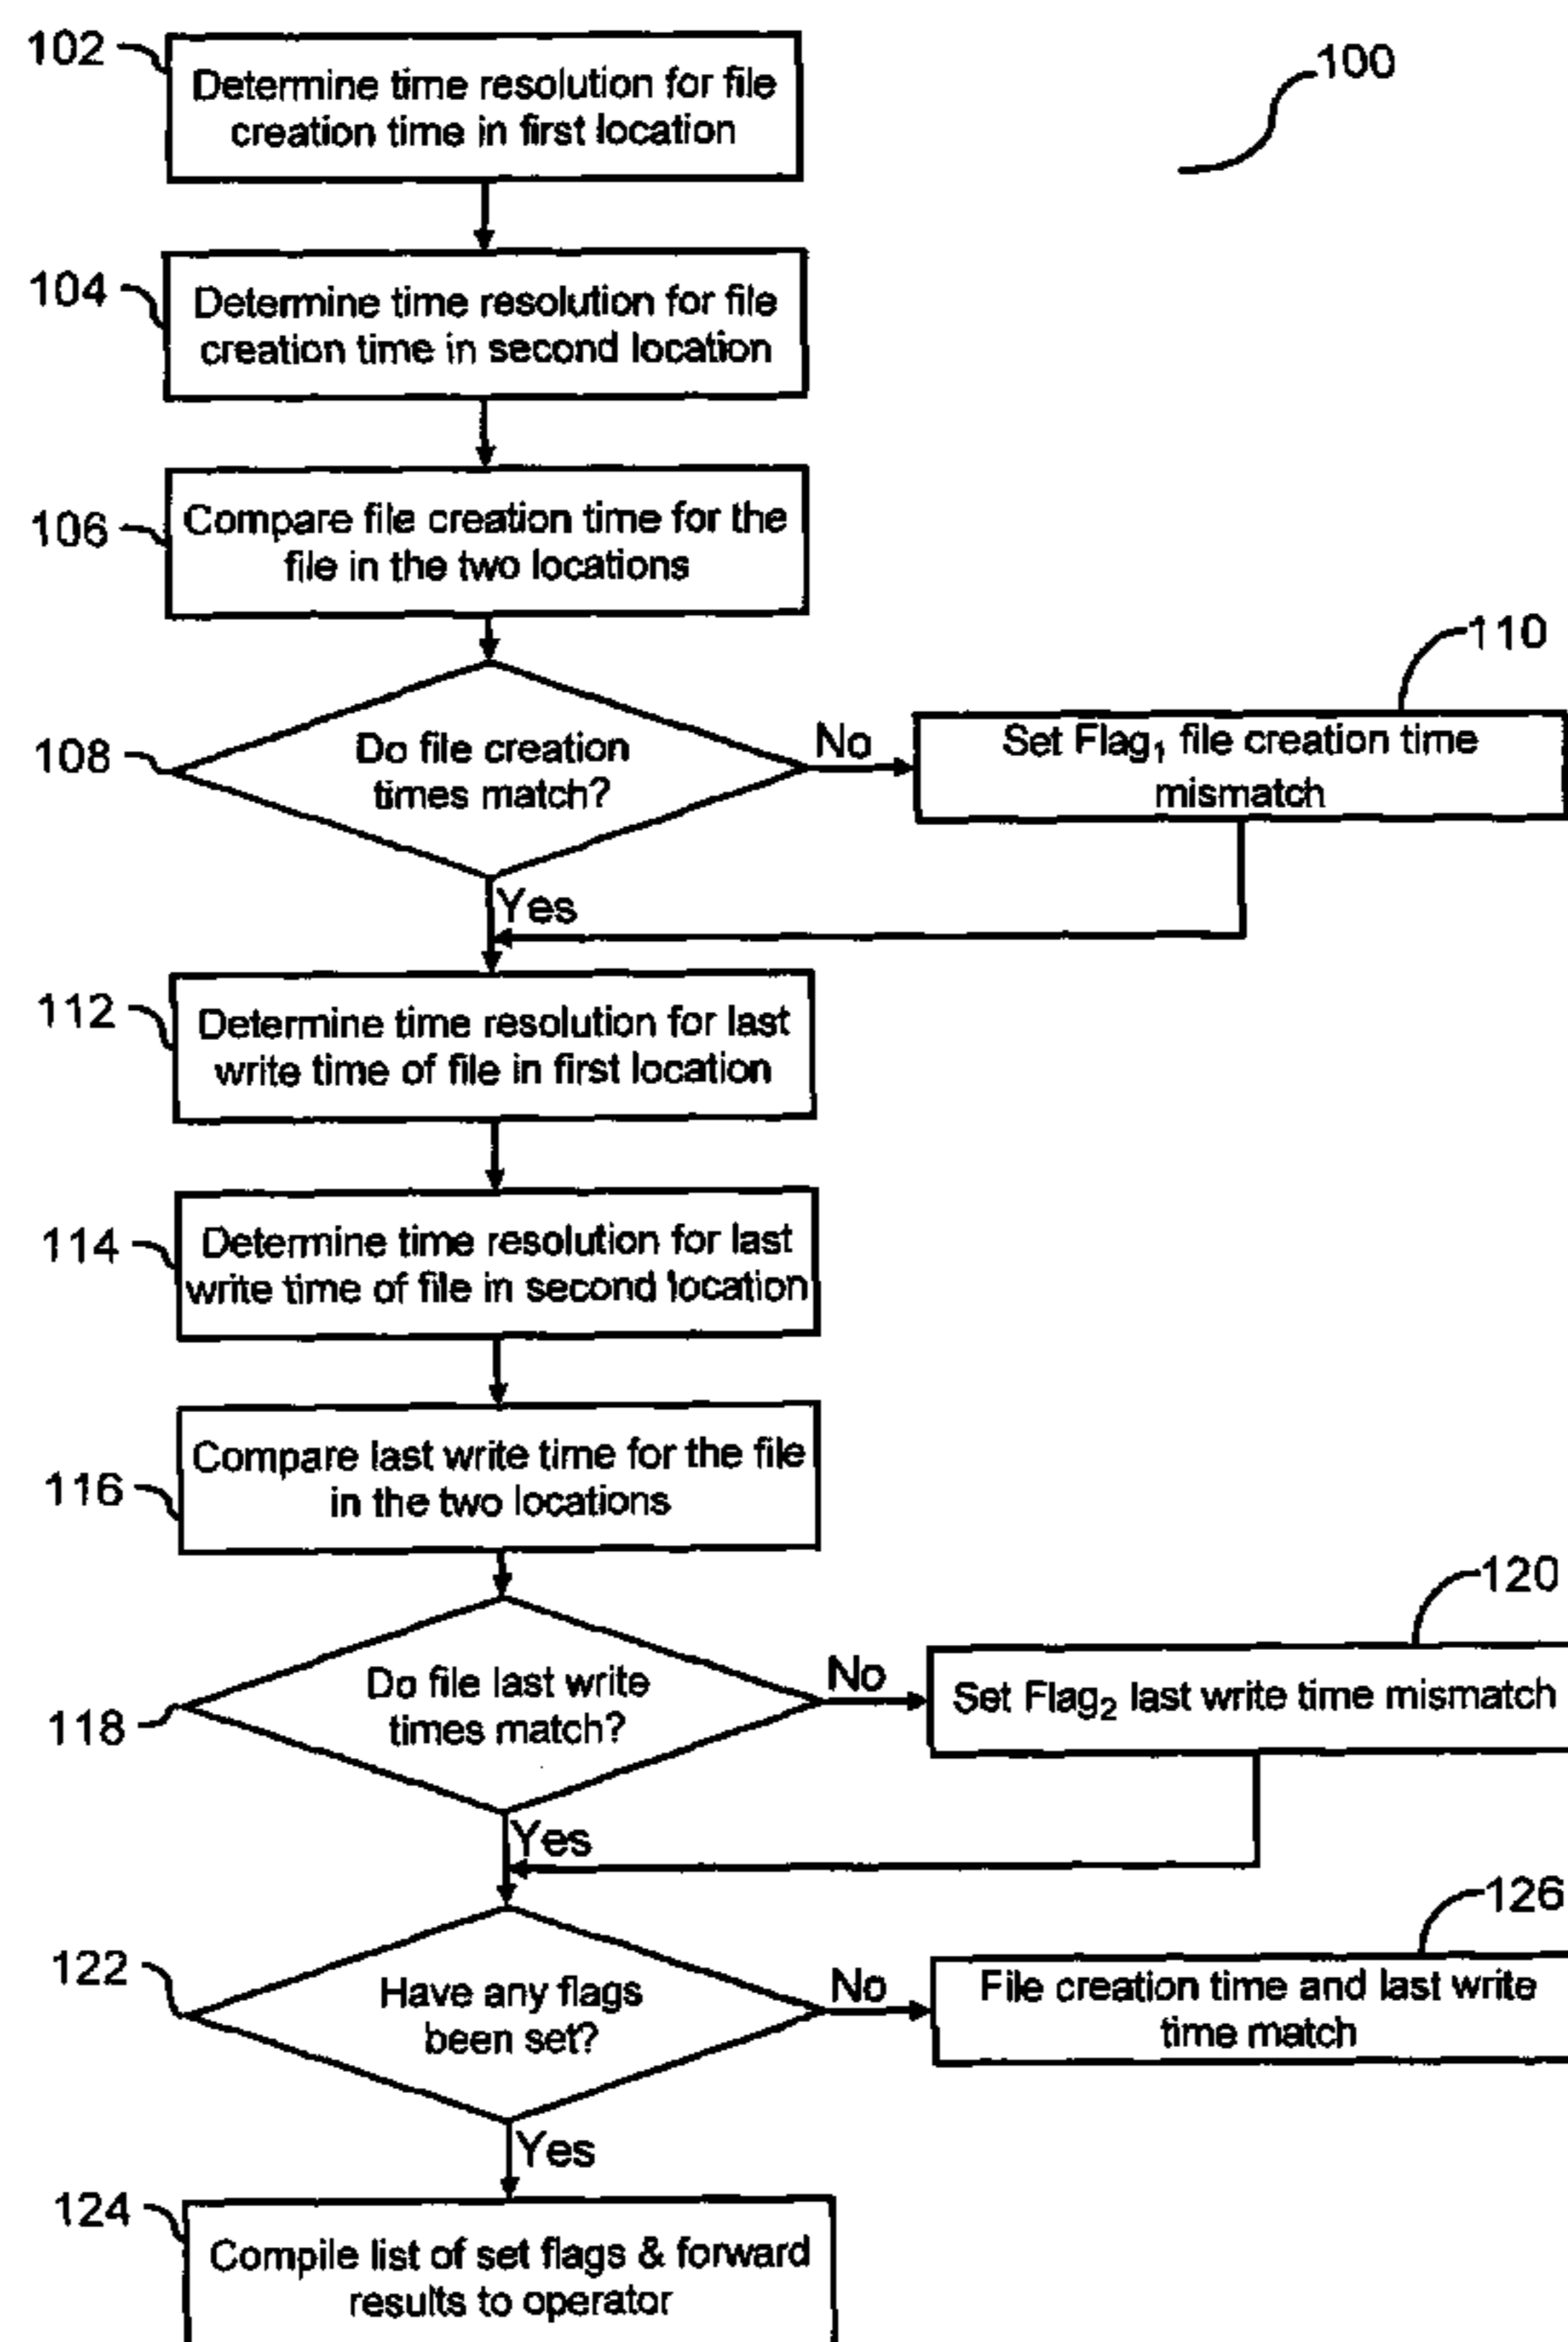 102
Determine time resolution for file
creation time in first location
100
104
Determine time resolution for file
creation time in second location
106
Compare file creation time for the
file in the two locations
108
Do file creation
times match?
No
110
Set Flag₁ file creation time
mismatch
Yes
112
Determine time resolution for last
write time of file in first location
114
Determine time resolution for last
write time of file in second location
116
Compare last write time for the file
in the two locations
118
Do file last write
times match?
No
120
Set Flag₂ last write time mismatch
Yes
122
Have any flags
been set?
No
126
File creation time and last write
time match
Yes
124
Compile list of set flags & forward
results to operator